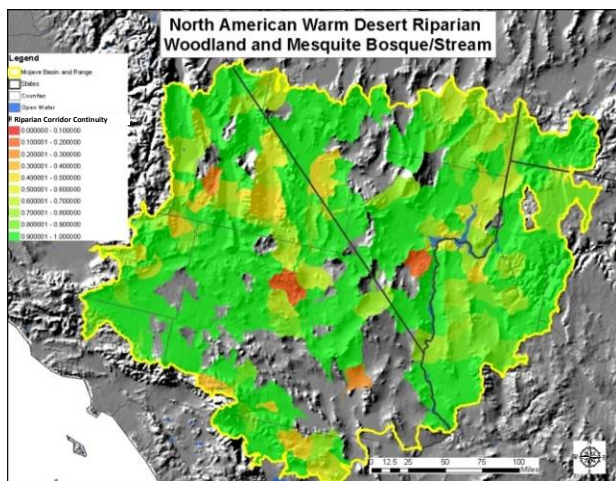 North American Warm Desert Riparian
Woodland and Mesquite Bosque/Stream
Legend
Mojave Basin and Range
States
Counties
Open Water
Riparian Corridor Continuity
0.000000 - 0.100000
0.100001 - 0.200000
0.200001 - 0.300000
0.300001 - 0.400000
0.400001 - 0.500000
0.500001 - 0.600000
0.600001 - 0.700000
0.700001 - 0.800000
0.800001 - 0.900000
0.900001 - 1.000000
0 12.5 25 50 75 100
Miles